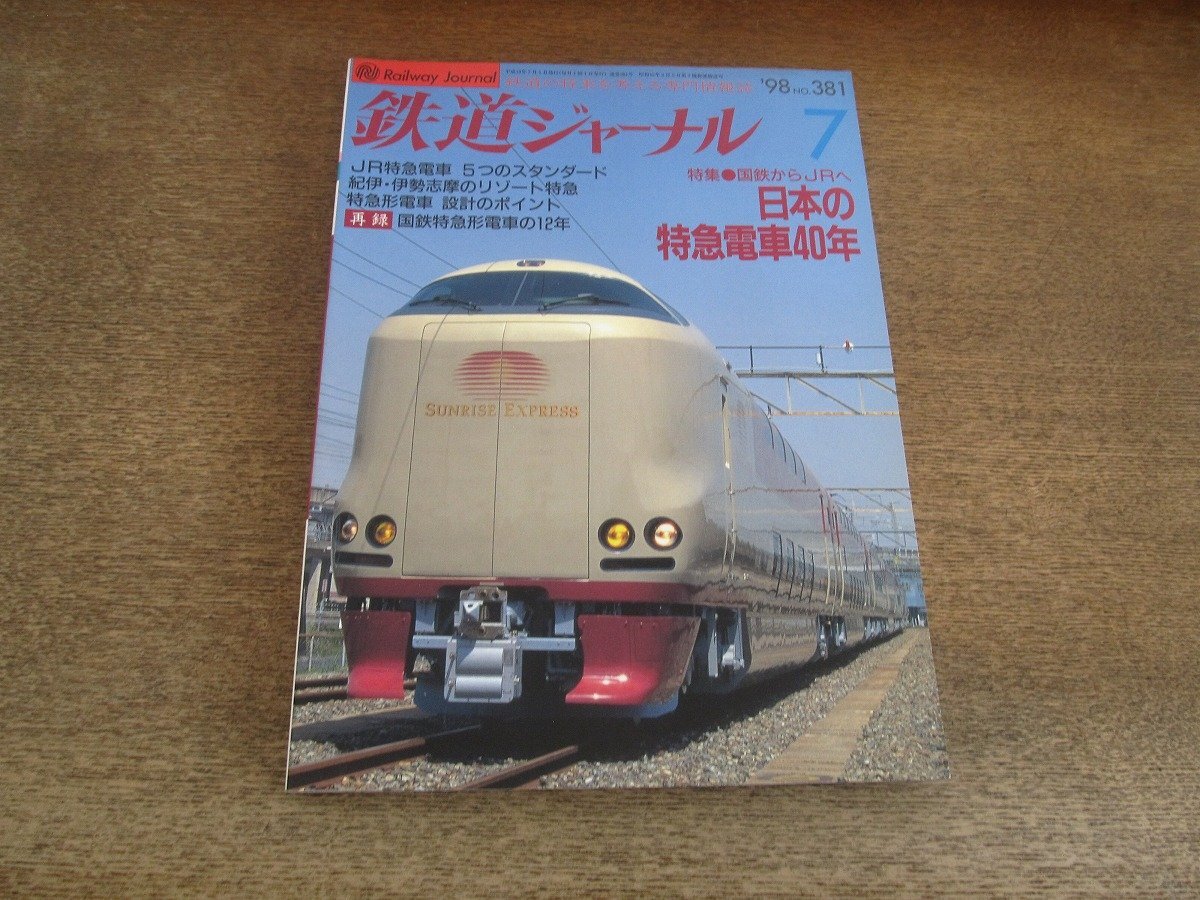 Railway Journal
'98 NO.381
鉄道ジャーナル
7
JR特急電車 5つのスタンダード
紀伊・伊勢志摩のリゾート特急
特急形電車 設計のポイント
再録 国鉄特急形電車の12年
特集●国鉄からJRへ
日本の
特急電車40年
SUNRISE EXPRESS